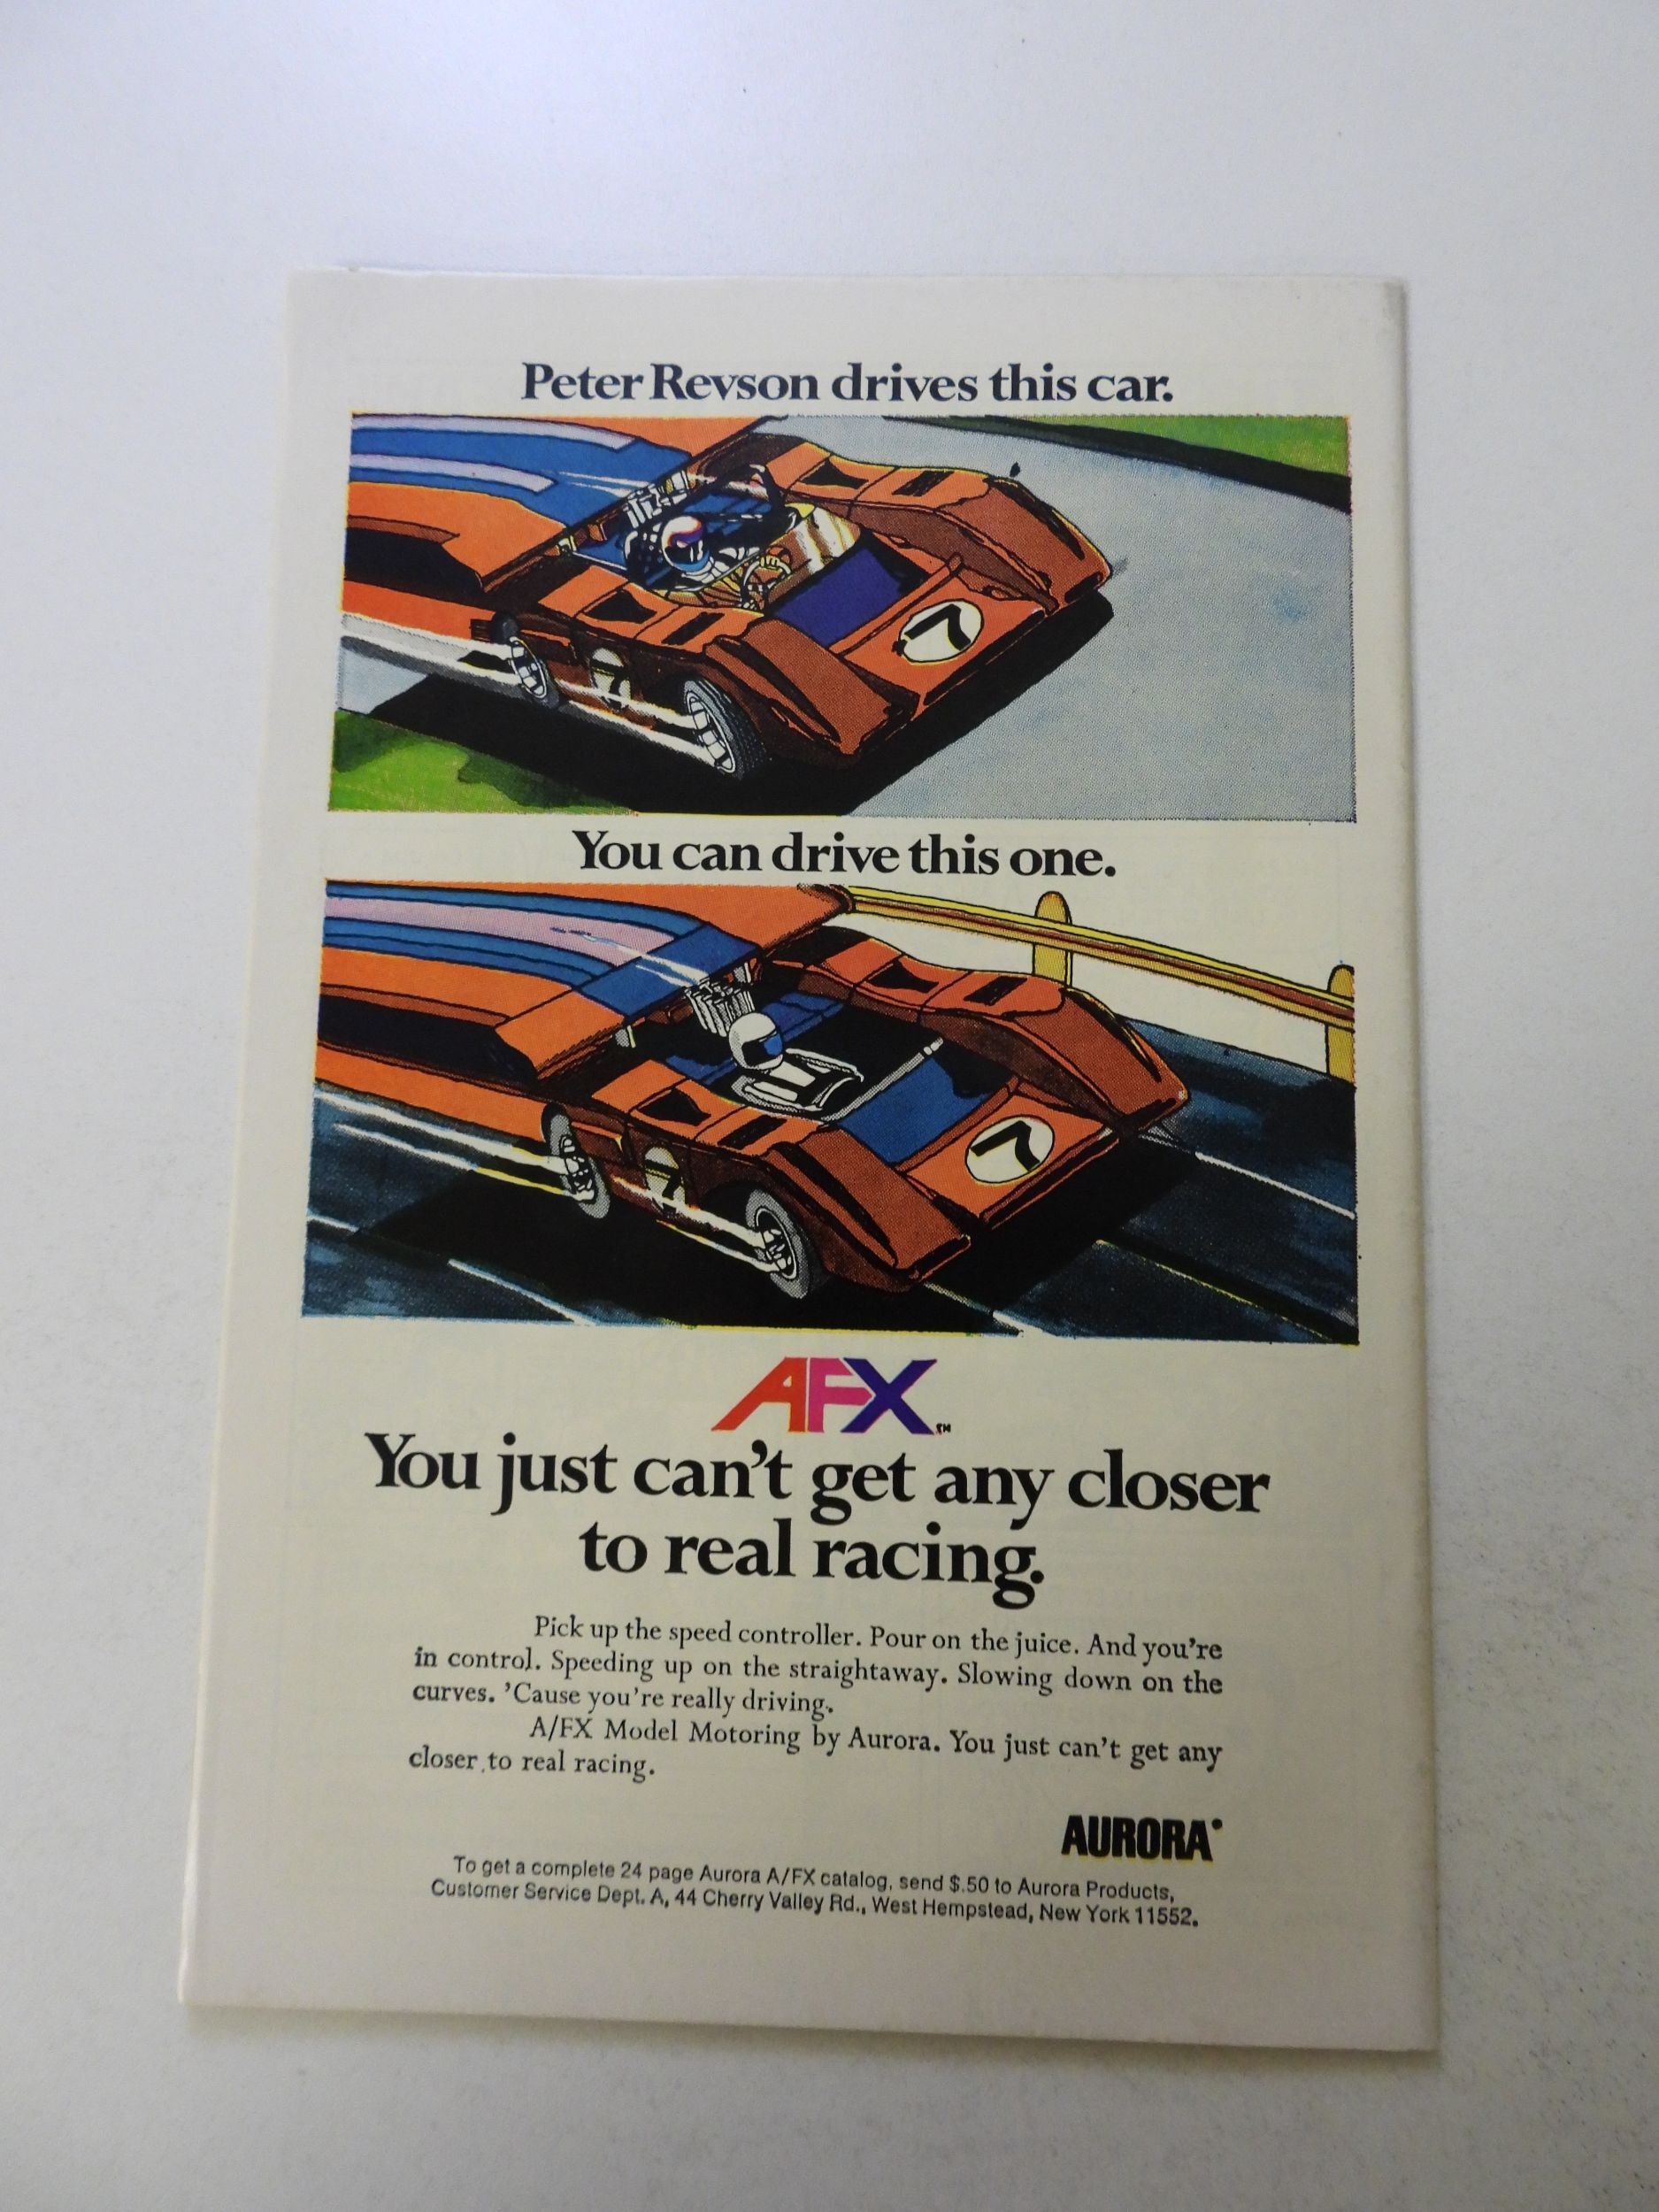 Peter Revson drives this car.
7
7
You can drive this one.
7
7
AFX
You just can't get any closer
to real racing.
Pick up the speed controller. Pour on the juice. And you're
in control. Speeding up on the straightaway. Slowing down on the
curves. 'Cause you're really driving.
A/FX Model Motoring by Aurora. You just can't get any
closer to real racing.
AURORA
To get a complete 24 page Aurora A/FX catalog, send $.50 to Aurora Products,
Customer Service Dept. A, 44 Cherry Valley Rd., West Hempstead, New York 11552.